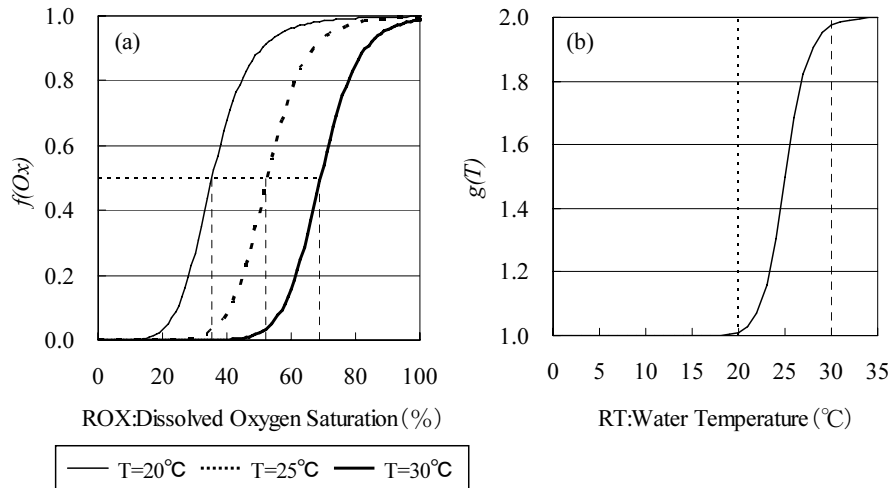 (a)
f(Ox)
1.0
0.8
0.6
0.4
0.2
0.0
0 20 40 60 80 100
ROX:Dissolved Oxygen Saturation(%)
(b)
g(T)
2.0
1.8
1.6
1.4
1.2
1.0
0 5 10 15 20 25 30 35
RT:Water Temperature(℃)
T=20℃ T=25℃ T=30℃